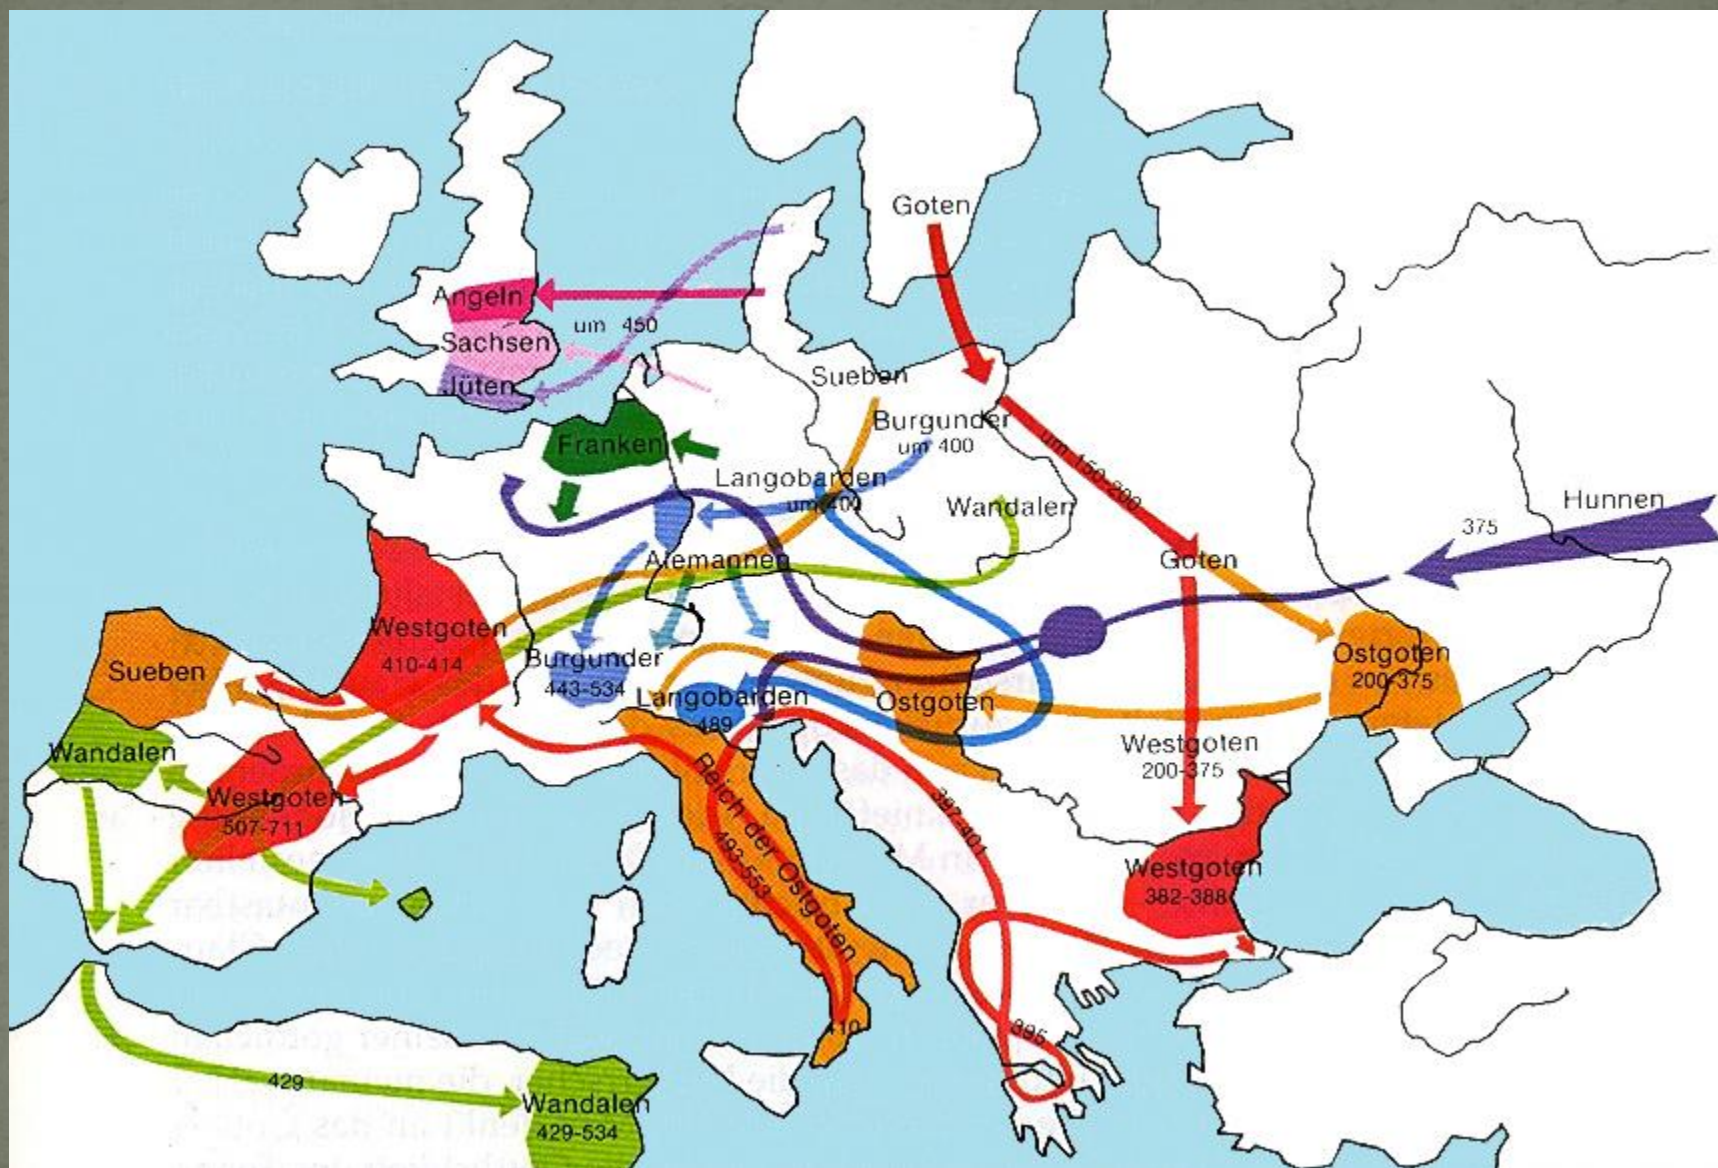 Goten
Angeln
um 450
Sachsen
Jüten
Sueben
Burgunder
um 400
Franken
um 150-200
Langobarden
um 400
Wandalen
Hunnen
375
Alemannen
Goten
Westgoten
410-414
Sueben
Burgunder
443-534
Langobarden
489
Ostgoten
Ostgoten
200-375
Wandalen
Westgoten
200-375
Westgoten
507-711
Reich der Ostgoten
493-553
397-401
Westgoten
382-388
410
395
429
Wandalen
429-534